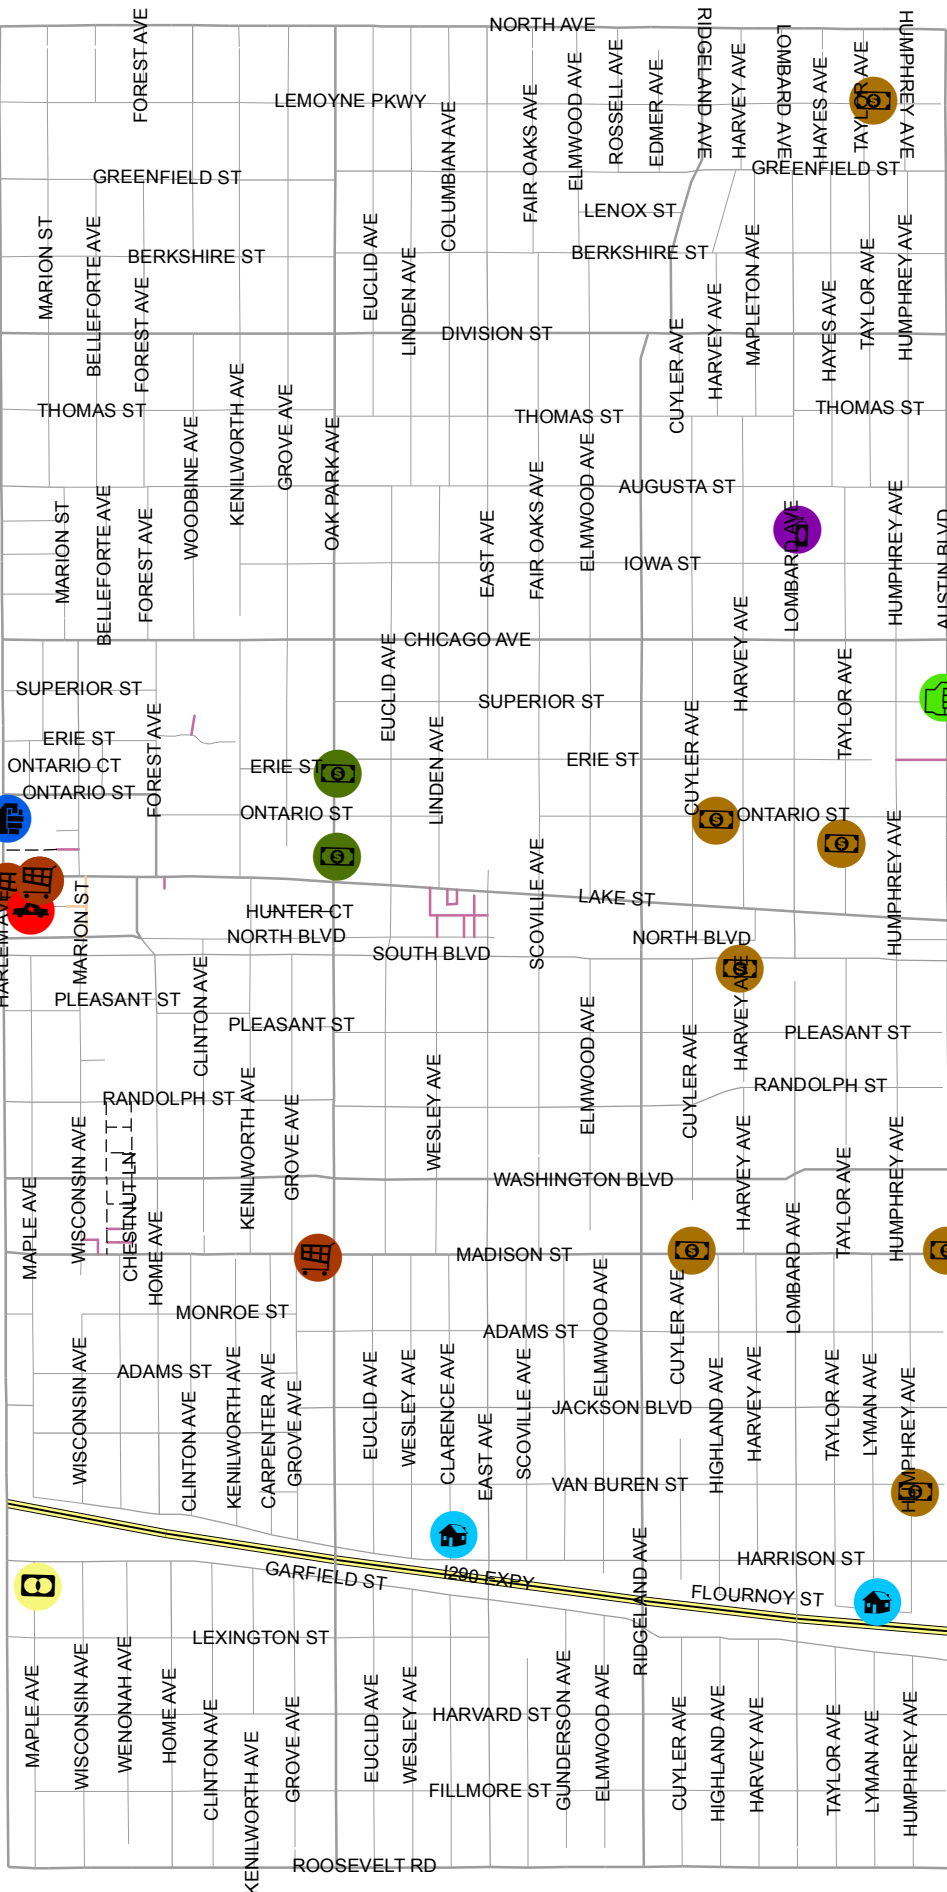 NORTH AVE
FOREST AVE
RIDGELAND AVE
HARVEY AVE
LOMBARD AVE
HAYES AVE
TAYLOR AVE
HUMPHREY AVE
LEMOYNE PKWY
COLUMBIAN AVE
FAIR OAKS AVE
ELMWOOD AVE
ROSSELL AVE
EDMER AVE
GREENFIELD ST
GREENFIELD ST
LENOX ST
MARION ST
BELLEFORTE AVE
BERKSHIRE ST
FOREST AVE
EUCLID AVE
LINDEN AVE
BERKSHIRE ST
MAPLETON AVE
HARVEY AVE
HAYES AVE
TAYLOR AVE
HUMPHREY AVE
DIVISION ST
CUYLER AVE
THOMAS ST
KENILWORTH AVE
GROVE AVE
WOODBINE AVE
OAK PARK AVE
THOMAS ST
THOMAS ST
AUGUSTA ST
MARION ST
BELLEFORTE AVE
FOREST AVE
EAST AVE
FAIR OAKS AVE
ELMWOOD AVE
IOWA ST
LOMBARD AVE
HUMPHREY AVE
AUSTIN BLVD
CHICAGO AVE
EUCLID AVE
HARVEY AVE
SUPERIOR ST
SUPERIOR ST
TAYLOR AVE
ERIE ST
FOREST AVE
ONTARIO CT
ERIE ST
LINDEN AVE
ERIE ST
CUYLER AVE
ONTARIO ST
ONTARIO ST
ONTARIO ST
HUMPHREY AVE
SCOVILLE AVE
LAKE ST
HARLEM AVE
MARION ST
HUNTER CT
NORTH BLVD
NORTH BLVD
SOUTH BLVD
PLEASANT ST
CLINTON AVE
PLEASANT ST
ELMWOOD AVE
HARVEY AVE
PLEASANT ST
CUYLER AVE
RANDOLPH ST
RANDOLPH ST
WESLEY AVE
KENILWORTH AVE
GROVE AVE
WISCONSIN AVE
MAPLE AVE
CHESTNUT LN
HOME AVE
WASHINGTON BLVD
HARVEY AVE
TAYLOR AVE
HUMPHREY AVE
LOMBARD AVE
MADISON ST
ELMWOOD AVE
CUYLER AVE
MONROE ST
ADAMS ST
ADAMS ST
WISCONSIN AVE
CLINTON AVE
KENILWORTH AVE
CARPENTER AVE
GROVE AVE
EUCLID AVE
WESLEY AVE
CLARENCE AVE
EAST AVE
SCOVILLE AVE
JACKSON BLVD
HIGHLAND AVE
HARVEY AVE
TAYLOR AVE
LYMAN AVE
HUMPHREY AVE
VAN BUREN ST
HARRISON ST
GARFIELD ST
I290 EXPY
RIDGELAND AVE
FLOURNOY ST
LEXINGTON ST
MAPLE AVE
WISCONSIN AVE
WENONAH AVE
HOME AVE
CLINTON AVE
KENILWORTH AVE
GROVE AVE
EUCLID AVE
WESLEY AVE
HARVARD ST
GUNDERSON AVE
ELMWOOD AVE
CUYLER AVE
HIGHLAND AVE
HARVEY AVE
TAYLOR AVE
LYMAN AVE
HUMPHREY AVE
FILLMORE ST
ROOSEVELT RD